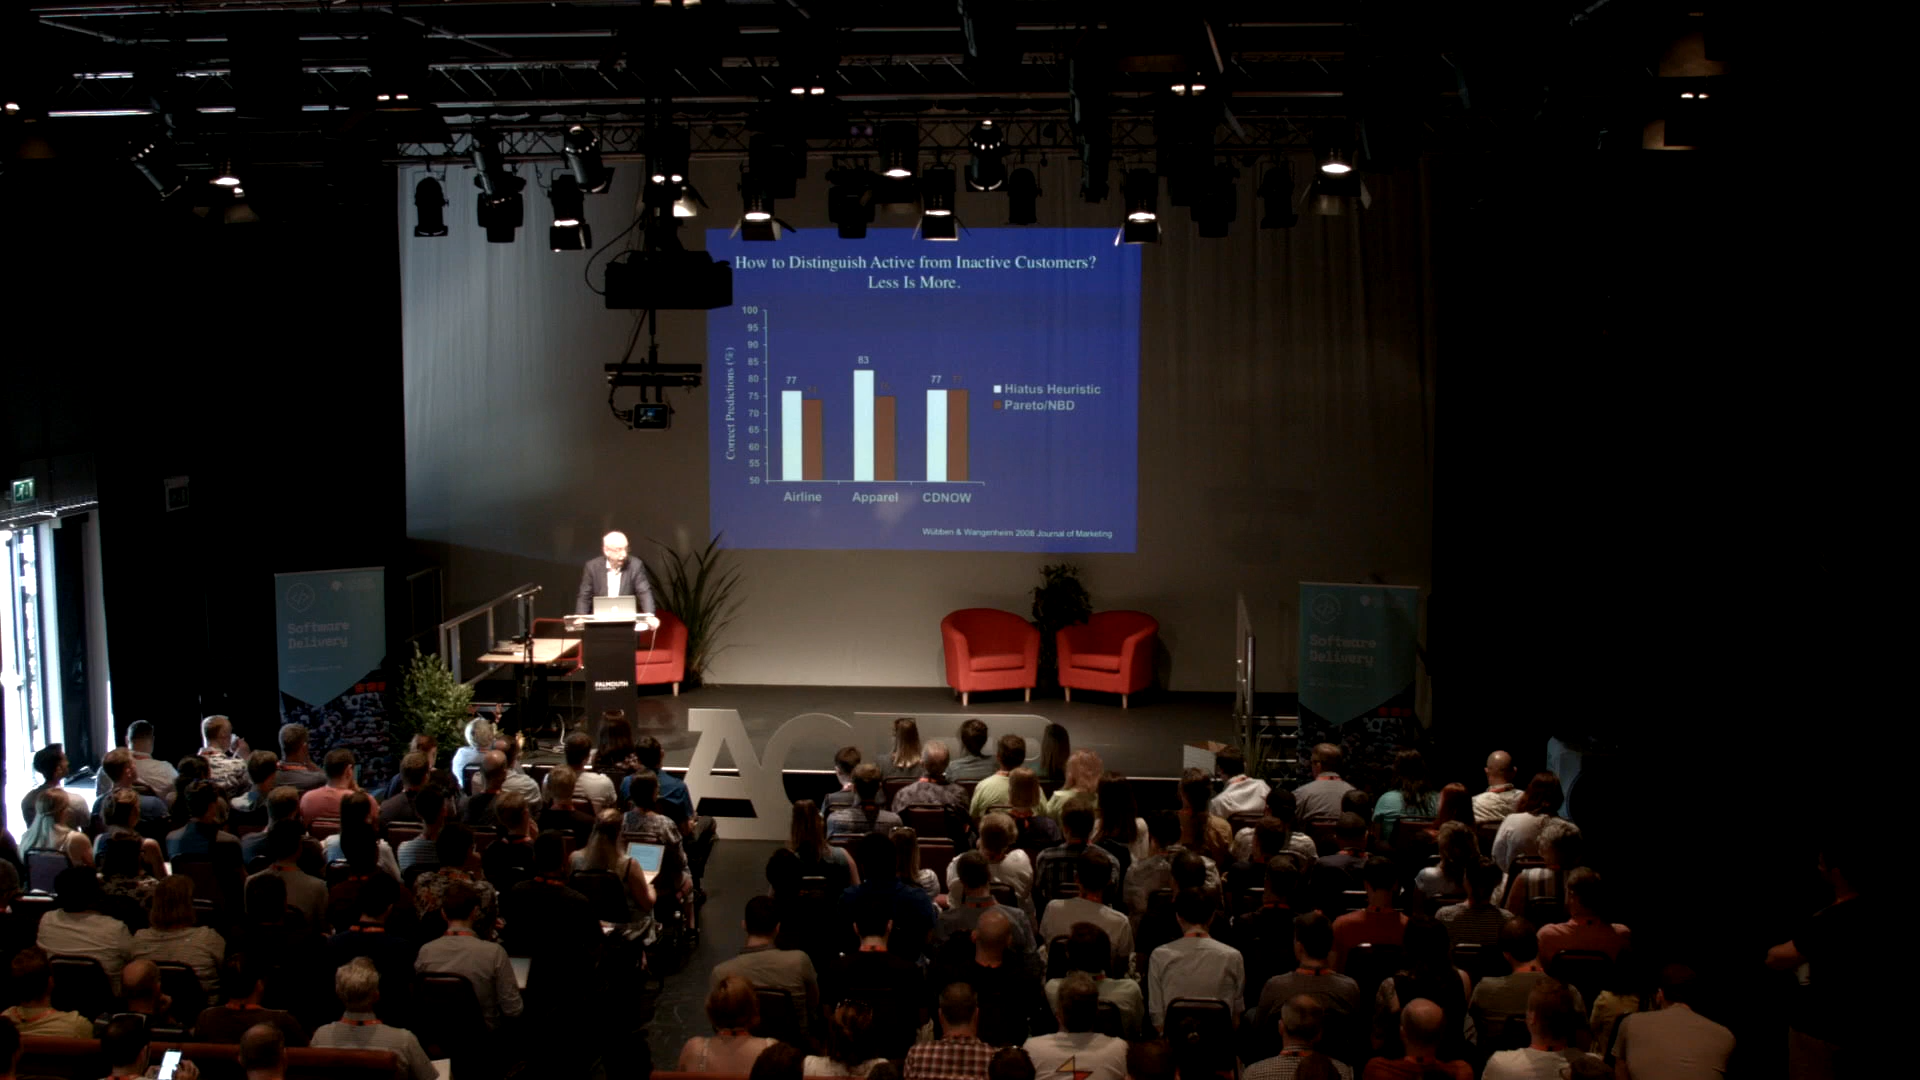 How to Distinguish Active from Inactive Customers?
Less Is More.
100
95
90
85
80
75
70
65
60
55
50
Correct Predictions (%)
77
83
77 77
Hiatus Heuristic
Pareto/NBD
Airline Apparel CDNOW
Wübben & Wangenheim 2008 Journal of Marketing
Software
Delivery
Software
Delivery
FALMOUTH
AC